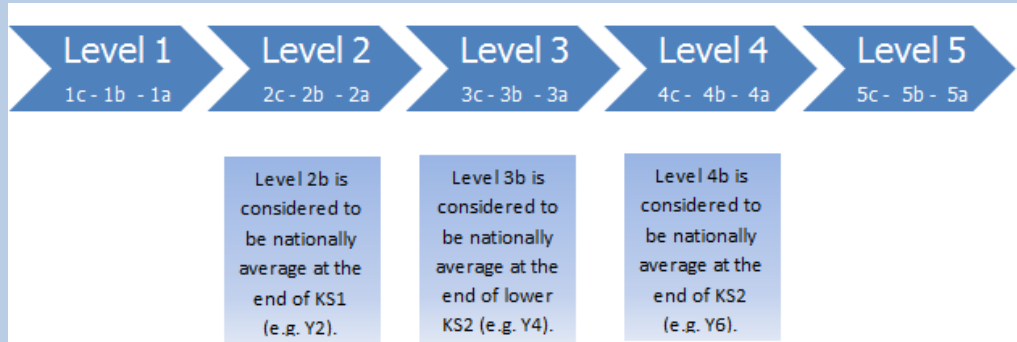 Level 1
1c - 1b - 1a
Level 2
2c - 2b - 2a
Level 3
3c - 3b - 3a
Level 4
4c - 4b - 4a
Level 5
5c - 5b - 5a
Level 2b is
considered to
be nationally
average at the
end of KS1
(e.g. Y2).
Level 3b is
considered to
be nationally
average at the
end of lower
KS2 (e.g. Y4).
Level 4b is
considered to
be nationally
average at the
end of KS2
(e.g. Y6).